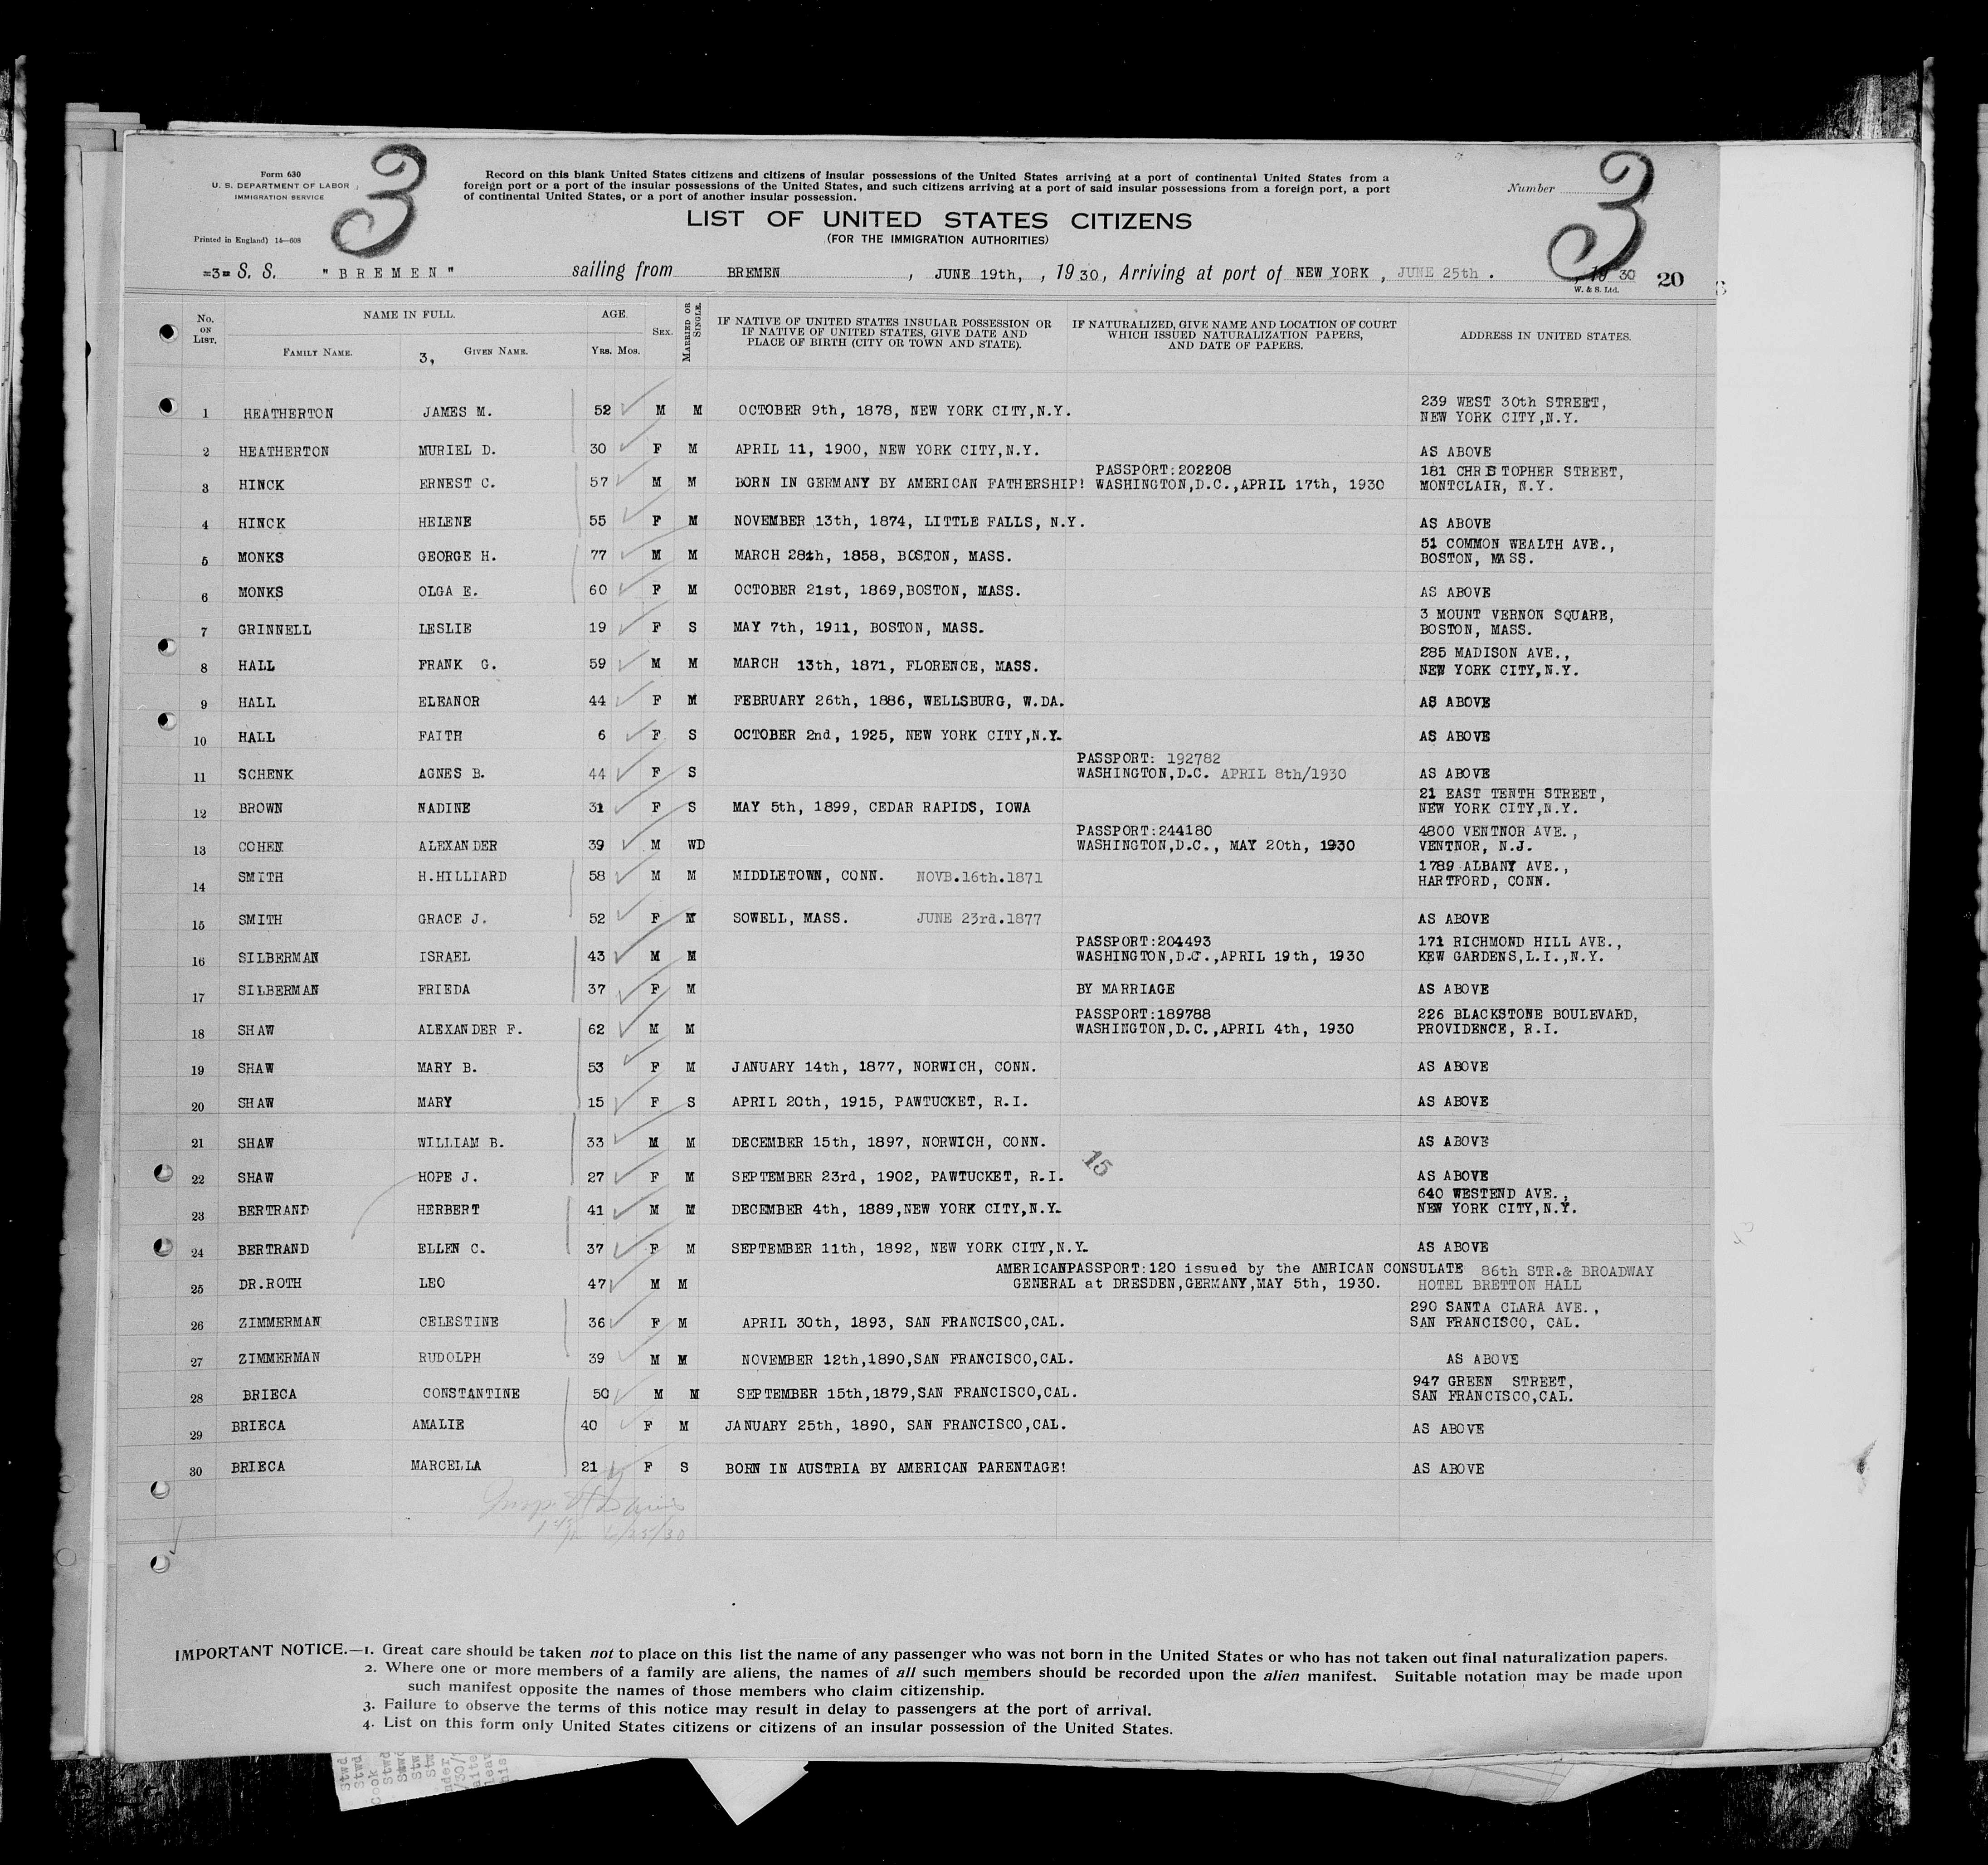 Form 630
U. S. DEPARTMENT OF LABOR
IMMIGRATION SERVICE
Printed in England) 14—608
3
Record on this blank United States citizens and citizens of insular possessions of the United States arriving at a port of continental United States from a
foreign port or a port of the insular possessions of the United States, and such citizens arriving at a port of said insular possessions from a foreign port, a port
of continental United States, or a port of another insular possession.
Number
3
LIST OF UNITED STATES CITIZENS
(FOR THE IMMIGRATION AUTHORITIES)
=3= S. S. "BREMEN" sailing from BREMEN, JUNE 19th, , 19 30, Arriving at port of NEW YORK , JUNE 25th . , 19 30 20
W. & S. Ltd.
No. ON LIST. NAME IN FULL. AGE. SEX. MARRIED OR SINGLE. IF NATIVE OF UNITED STATES INSULAR POSSESSION OR IF NATIVE OF UNITED STATES, GIVE DATE AND PLACE OF BIRTH (CITY OR TOWN AND STATE). IF NATURALIZED, GIVE NAME AND LOCATION OF COURT WHICH ISSUED NATURALIZATION PAPERS, AND DATE OF PAPERS. ADDRESS IN UNITED STATES.
FAMILY NAME. 3, GIVEN NAME. Yrs. Mos.
1 HEATHERTON JAMES M. 52 M M OCTOBER 9th, 1878, NEW YORK CITY,N.Y. 239 WEST 30th STREET,
NEW YORK CITY,N.Y.
2 HEATHERTON MURIEL D. 30 F M APRIL 11, 1900, NEW YORK CITY,N.Y. AS ABOVE
3 HINCK ERNEST C. 57 M M BORN IN GERMANY BY AMERICAN FATHERSHIP! PASSPORT:202208
WASHINGTON,D.C.,APRIL 17th, 1930 181 CHRISTOPHER STREET,
MONTCLAIR, N.Y.
4 HINCK HELENE 55 F M NOVEMBER 13th, 1874, LITTLE FALLS, N.Y. AS ABOVE
5 MONKS GEORGE H. 77 M M MARCH 28th, 1858, BOSTON, MASS. 51 COMMON WEALTH AVE.,
BOSTON, MASS.
6 MONKS OLGA E. 60 F M OCTOBER 21st, 1869,BOSTON, MASS. AS ABOVE
7 GRINNELL LESLIE 19 F S MAY 7th, 1911, BOSTON, MASS. 3 MOUNT VERNON SQUARE,
BOSTON, MASS.
8 HALL FRANK G. 59 M M MARCH 13th, 1871, FLORENCE, MASS. 285 MADISON AVE.,
NEW YORK CITY,N.Y.
9 HALL ELEANOR 44 F M FEBRUARY 26th, 1886, WELLSBURG, W.DA. AS ABOVE
10 HALL FAITH 6 F S OCTOBER 2nd, 1925, NEW YORK CITY,N.Y. AS ABOVE
11 SCHENK AGNES B. 44 F S PASSPORT: 192782
WASHINGTON,D.C. APRIL 8th/1930 AS ABOVE
12 BROWN NADINE 31 F S MAY 5th, 1899, CEDAR RAPIDS, IOWA 21 EAST TENTH STREET,
NEW YORK CITY,N.Y.
13 COHEN ALEXANDER 39 M WD PASSPORT:244180
WASHINGTON,D.C., MAY 20th, 1930 4800 VENTNOR AVE.,
VENTNOR, N.J.
14 SMITH H.HILLIARD 58 M M MIDDLETOWN, CONN. NOVB.16th.1871 1789 ALBANY AVE.,
HARTFORD, CONN.
15 SMITH GRACE J. 52 F M SOWELL, MASS. JUNE 23rd.1877 AS ABOVE
16 SILBERMAN ISRAEL 43 M M PASSPORT:204493
WASHINGTON,D.C.,APRIL 19th, 1930 171 RICHMOND HILL AVE.,
KEW GARDENS,L.I.,N.Y.
17 SILBERMAN FRIEDA 37 F M BY MARRIAGE AS ABOVE
18 SHAW ALEXANDER F. 62 M M PASSPORT:189788
WASHINGTON,D.C.,APRIL 4th, 1930 226 BLACKSTONE BOULEVARD,
PROVIDENCE, R.I.
19 SHAW MARY B. 53 F M JANUARY 14th, 1877, NORWICH, CONN. AS ABOVE
20 SHAW MARY 15 F S APRIL 20th, 1915, PAWTUCKET, R.I. AS ABOVE
21 SHAW WILLIAM B. 33 M M DECEMBER 15th, 1897, NORWICH, CONN. AS ABOVE
15
22 SHAW HOPE J. 27 F M SEPTEMBER 23rd, 1902, PAWTUCKET, R.I. AS ABOVE
23 BERTRAND HERBERT 41 M M DECEMBER 4th, 1889,NEW YORK CITY,N.Y. 640 WESTEND AVE.,
NEW YORK CITY,N.Y.
24 BERTRAND ELLEN C. 37 F M SEPTEMBER 11th, 1892, NEW YORK CITY,N.Y. AS ABOVE
25 DR.ROTH LEO 47 M M AMERICANPASSPORT:120 issued by the AMRICAN CONSULATE
GENERAL at DRESDEN,GERMANY,MAY 5th, 1930. 86th STR.& BROADWAY
HOTEL BRETTON HALL
26 ZIMMERMAN CELESTINE 36 F M APRIL 30th, 1893, SAN FRANCISCO,CAL. 290 SANTA CLARA AVE.,
SAN FRANCISCO, CAL.
27 ZIMMERMAN RUDOLPH 39 M M NOVEMBER 12th,1890,SAN FRANCISCO,CAL. AS ABOVE
28 BRIECA CONSTANTINE 50 M M SEPTEMBER 15th,1879,SAN FRANCISCO,CAL. 947 GREEN STREET,
SAN FRANCISCO,CAL.
29 BRIECA AMALIE 40 F M JANUARY 25th, 1890, SAN FRANCISCO,CAL. AS ABOVE
30 BRIECA MARCELLA 21 F S BORN IN AUSTRIA BY AMERICAN PARENTAGE! AS ABOVE
6/25/30
IMPORTANT NOTICE.—1. Great care should be taken not to place on this list the name of any passenger who was not born in the United States or who has not taken out final naturalization papers.
2. Where one or more members of a family are aliens, the names of all such members should be recorded upon the alien manifest. Suitable notation may be made upon
such manifest opposite the names of those members who claim citizenship.
3. Failure to observe the terms of this notice may result in delay to passengers at the port of arrival.
4. List on this form only United States citizens or citizens of an insular possession of the United States.
Stwd
Stwd
Cook
Stwd
Stwd